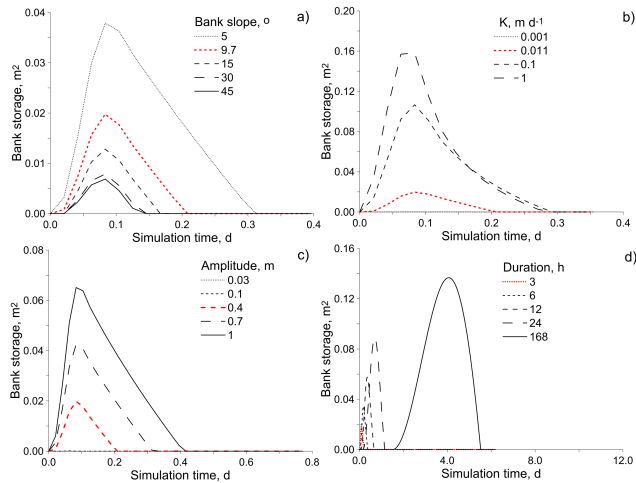 a)
Bank slope, o
5
9.7
15
30
45
Bank storage, m2
0.05
0.04
0.03
0.02
0.01
0.00
0.0 0.1 0.2 0.3 0.4
Simulation time, d
b)
K, m d-1
0.001
0.011
0.1
1
Bank storage, m2
0.20
0.16
0.12
0.08
0.04
0.00
0.0 0.1 0.2 0.3 0.4
Simulation time, d
c)
Amplitude, m
0.03
0.1
0.4
0.7
1
Bank storage, m2
0.08
0.06
0.04
0.02
0.00
0.0 0.2 0.4 0.6 0.8
Simulation time, d
d)
Duration, h
3
6
12
24
168
Bank storage, m2
0.16
0.12
0.08
0.04
0.00
0.0 4.0 8.0 12.0
Simulation time, d